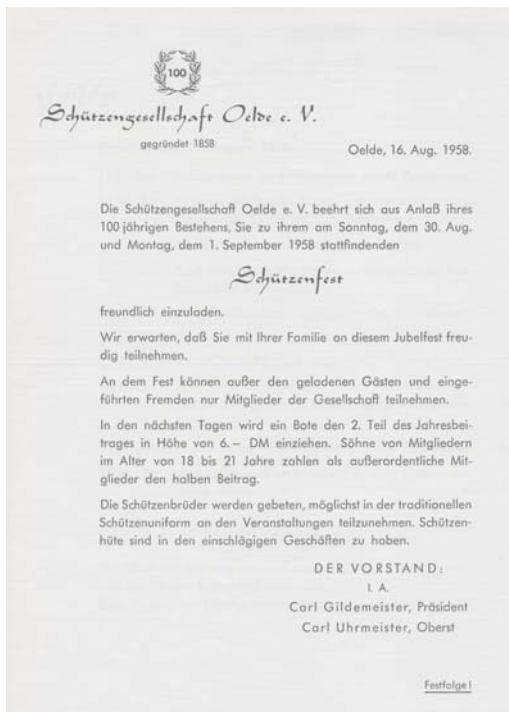 100
Schützengesellschaft Oelde e. V.
gegründet 1858
Oelde, 16. Aug. 1958.
Die Schützengesellschaft Oelde e. V. beehrt sich aus Anlaß ihres
100 jährigen Bestehens, Sie zu ihrem am Sonntag, dem 30. Aug.
und Montag, dem 1. September 1958 stattfindenden
Schützenfest
freundlich einzuladen.
Wir erwarten, daß Sie mit Ihrer Familie an diesem Jubelfest freu-
dig teilnehmen.
An dem Fest können außer den geladenen Gästen und einge-
führten Fremden nur Mitglieder der Gesellschaft teilnehmen.
In den nächsten Tagen wird ein Bote den 2. Teil des Jahresbei-
trages in Höhe von 6.– DM einziehen. Söhne von Mitgliedern
im Alter von 18 bis 21 Jahre zahlen als außerordentliche Mit-
glieder den halben Beitrag.
Die Schützenbrüder werden gebeten, möglichst in der traditionellen
Schützenuniform an den Veranstaltungen teilzunehmen. Schützen-
hüte sind in den einschlägigen Geschäften zu haben.
DER VORSTAND:
I. A.
Carl Gildemeister, Präsident
Carl Uhrmeister, Oberst
Festfolge!